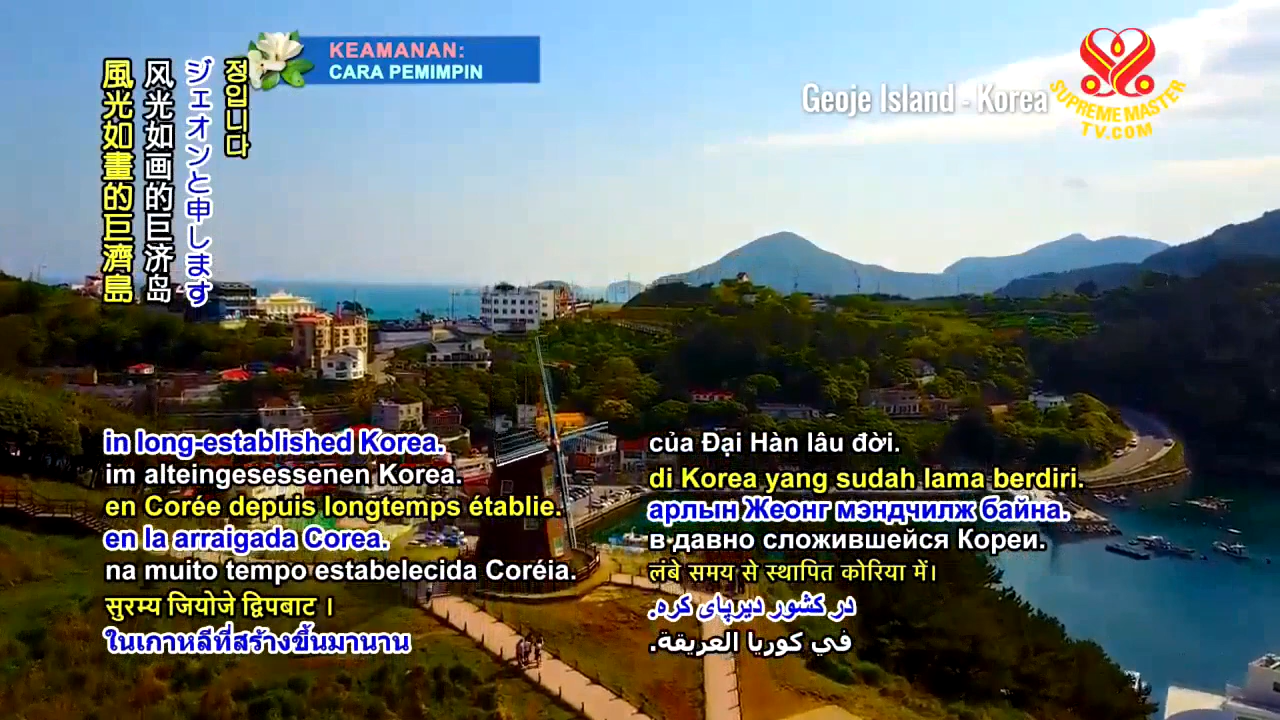 KEAMANAN:
CARA PEMIMPIN
Geoje Island - Korea
SUPREME MASTER
TV.COM
정입니다
ジェオンと申します
风光如画的巨济岛
風光如畫的巨濟島
in long-established Korea.
im alteingesessenen Korea.
en Corée depuis longtemps établie.
en la arraigada Corea.
na muito tempo estabelecida Coréia.
सुरम्य जियोजे द्विपबाट ।
ในเกาหลีที่สร้างขึ้นมานาน
của Đại Hàn lâu đời.
di Korea yang sudah lama berdiri.
арлын Жеонг мэндчилж байна.
в давно сложившейся Кореи.
लंबे समय से स्थापित कोरिया में।
در کشور دیرپای کره.
في كوريا العريقة.